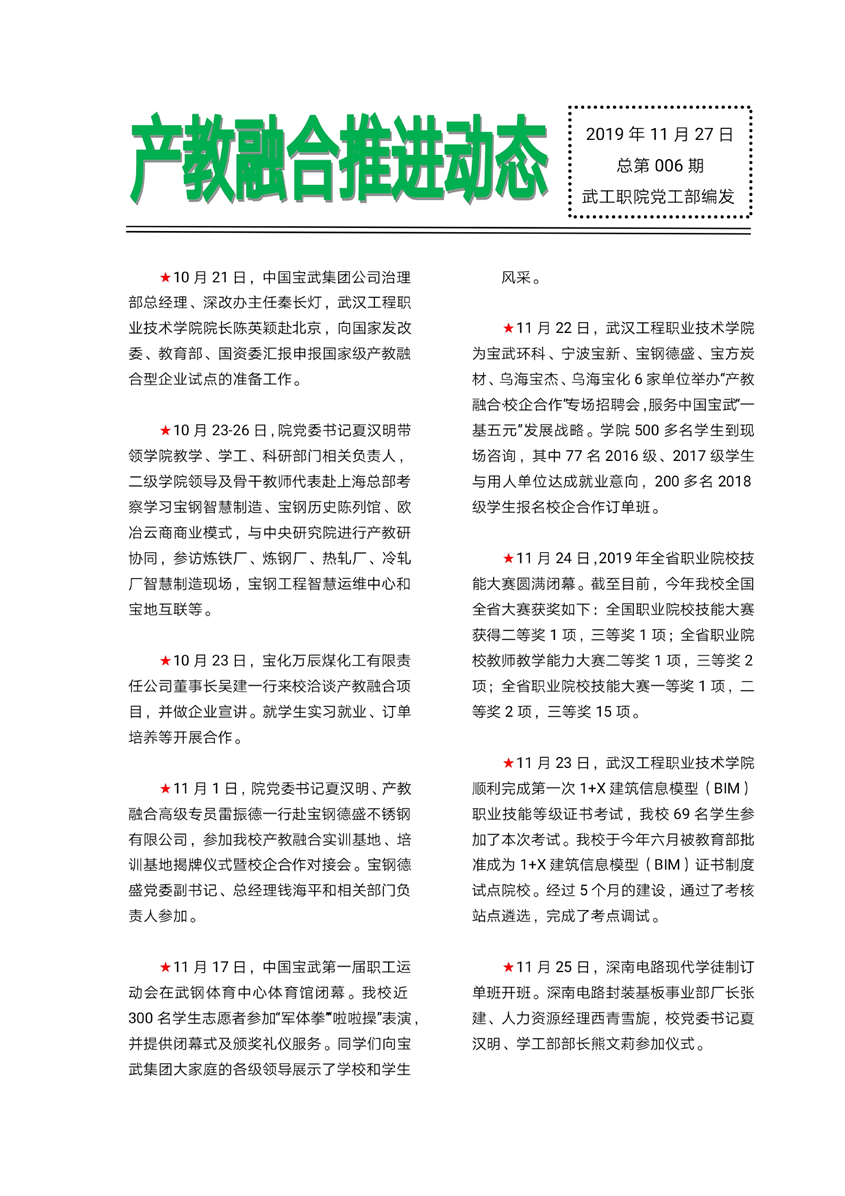 产教融合推进动态
2019 年 11 月 27 日
总第 006 期
武工职院党工部编发
★10 月 21 日，中国宝武集团公司治理
部总经理、深改办主任秦长灯，武汉工程职
业技术学院院长陈英颖赴北京，向国家发改
委、教育部、国资委汇报申报国家级产教融
合型企业试点的准备工作。
★10 月 23-26 日,院党委书记夏汉明带
领学院教学、学工、科研部门相关负责人，
二级学院领导及骨干教师代表赴上海总部考
察学习宝钢智慧制造、宝钢历史陈列馆、欧
冶云商商业模式，与中央研究院进行产教研
协同，参访炼铁厂、炼钢厂、热轧厂、冷轧
厂智慧制造现场，宝钢工程智慧运维中心和
宝地互联等。
★10 月 23 日，宝化万辰煤化工有限责
任公司董事长吴建一行来校洽谈产教融合项
目，并做企业宣讲。就学生实习就业、订单
培养等开展合作。
★11 月 1 日，院党委书记夏汉明、产教
融合高级专员雷振德一行赴宝钢德盛不锈钢
有限公司，参加我校产教融合实训基地、培
训基地揭牌仪式暨校企合作对接会。宝钢德
盛党委副书记、总经理钱海平和相关部门负
责人参加。
★11 月 17 日，中国宝武第一届职工运
动会在武钢体育中心体育馆闭幕。我校近
300 名学生志愿者参加“军体拳”“啦啦操”表演，
并提供闭幕式及颁奖礼仪服务。同学们向宝
武集团大家庭的各级领导展示了学校和学生
风采。
★11 月 22 日，武汉工程职业技术学院
为宝武环科、宁波宝新、宝钢德盛、宝方炭
材、乌海宝杰、乌海宝化 6 家单位举办“产教
融合·校企合作”专场招聘会,服务中国宝武“一
基五元”发展战略。学院 500 多名学生到现
场咨询，其中 77 名 2016 级、2017 级学生
与用人单位达成就业意向，200 多名 2018
级学生报名校企合作订单班。
★11 月 24 日,2019 年全省职业院校技
能大赛圆满闭幕。截至目前，今年我校全国
全省大赛获奖如下：全国职业院校技能大赛
获得二等奖 1 项，三等奖 1 项；全省职业院
校教师教学能力大赛二等奖 1 项，三等奖 2
项；全省职业院校技能大赛一等奖 1 项，二
等奖 2 项，三等奖 15 项。
★11 月 23 日，武汉工程职业技术学院
顺利完成第一次 1+X 建筑信息模型（BIM）
职业技能等级证书考试，我校 69 名学生参
加了本次考试。我校于今年六月被教育部批
准成为 1+X 建筑信息模型（BIM）证书制度
试点院校。经过 5 个月的建设，通过了考核
站点遴选，完成了考点调试。
★11 月 25 日，深南电路现代学徒制订
单班开班。深南电路封装基板事业部厂长张
建、人力资源经理西青雪旎，校党委书记夏
汉明、学工部部长熊文莉参加仪式。